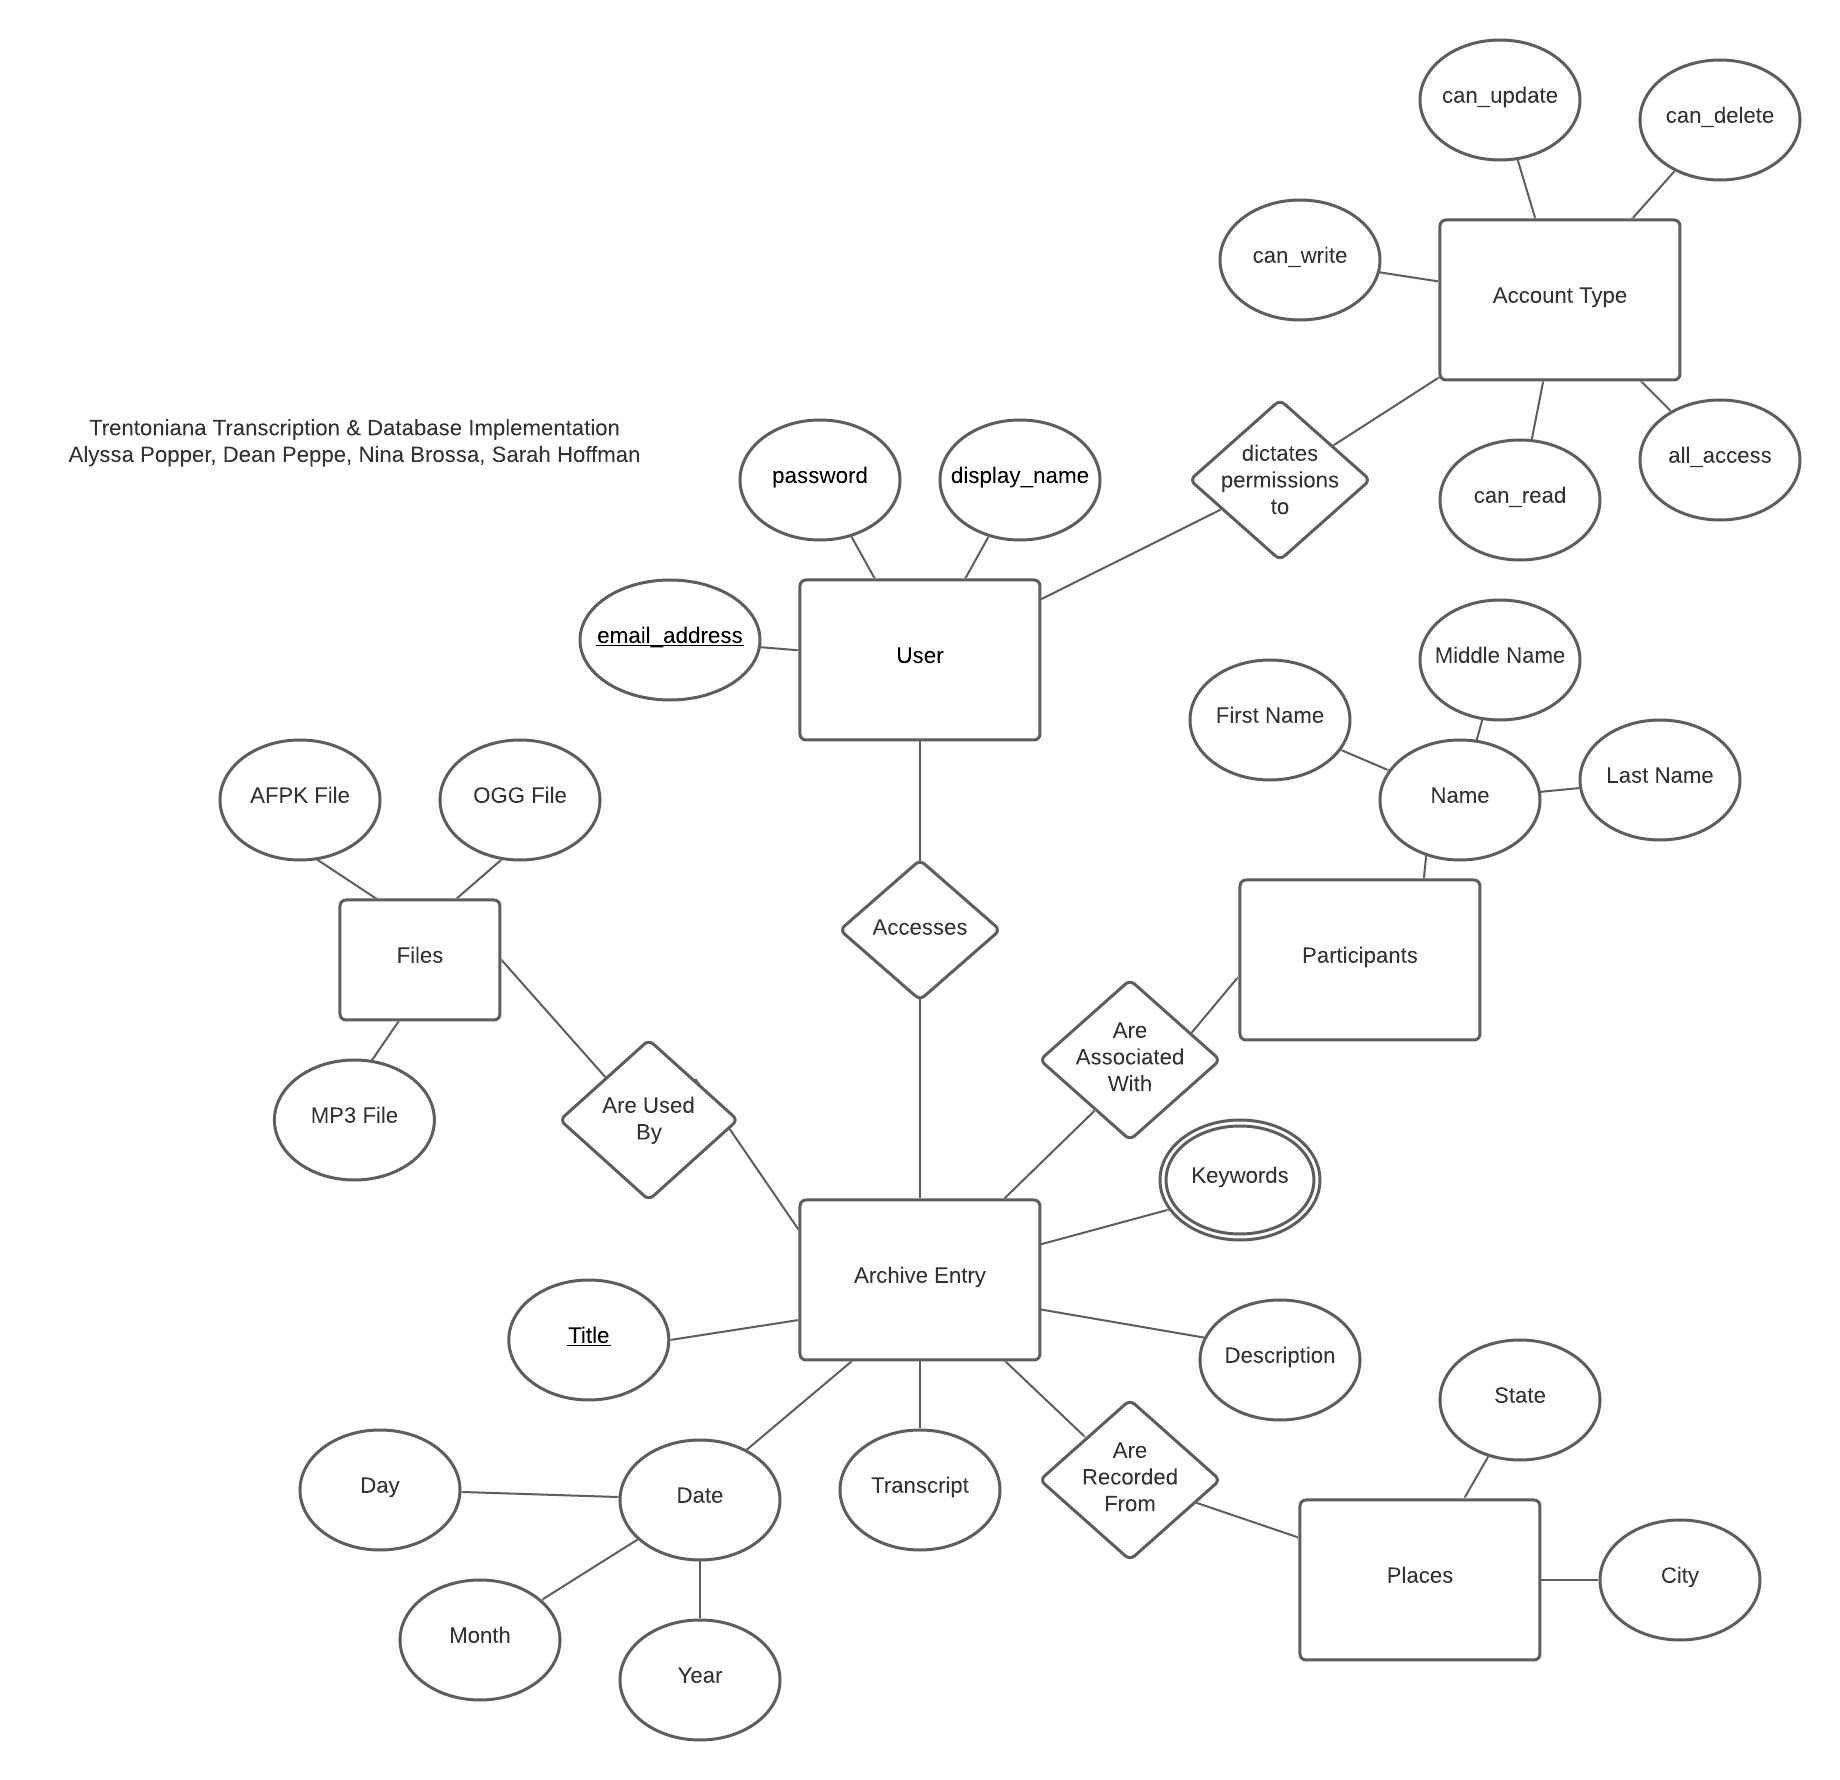 can_update
can_delete
can_write
Account Type
Trentoniana Transcription & Database Implementation
Alyssa Popper, Dean Peppe, Nina Brossa, Sarah Hoffman
password
display_name
dictates
permissions
to
all_access
can_read
email_address
User
Middle Name
First Name
Last Name
Name
AFPK File
OGG File
Files
Accesses
Participants
Are
Associated
With
MP3 File
Are Used
By
Keywords
Archive Entry
Title
Description
State
Day
Date
Transcript
Are
Recorded
From
Places
City
Month
Year